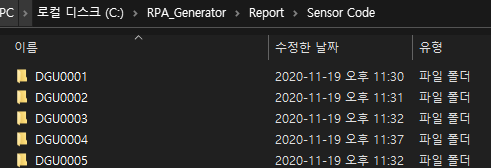 PC > 로컬 디스크 (C:) > RPA_Generator > Report > Sensor Code
이름 수정한 날짜 유형
DGU0001 2020-11-19 오후 11:30 파일 폴더
DGU0002 2020-11-19 오후 11:31 파일 폴더
DGU0003 2020-11-19 오후 11:32 파일 폴더
DGU0004 2020-11-19 오후 11:37 파일 폴더
DGU0005 2020-11-19 오후 11:32 파일 폴더